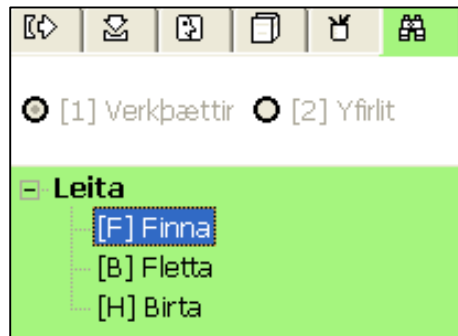 [1] Verkþættir [2] Yfirlit
Leita
[F] Finna
[B] Fletta
[H] Birta